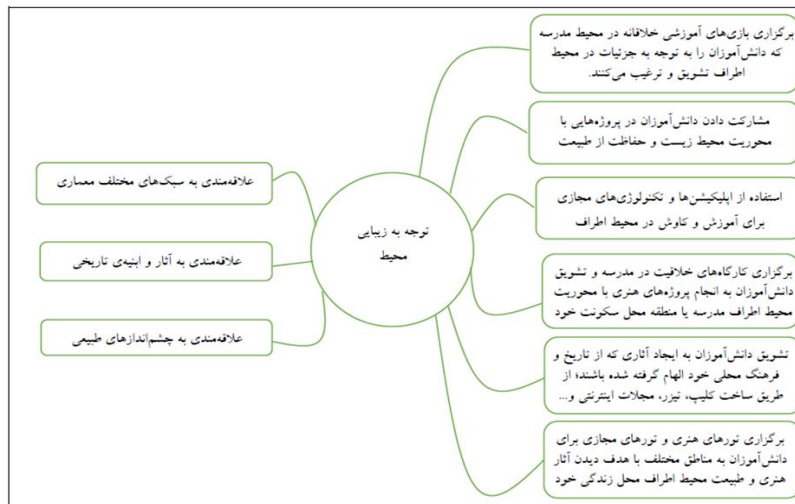 برگزاری بازی‌های آموزشی خلاقانه در محیط مدرسه
که دانش‌آموزان را به توجه به جزئیات در محیط
اطراف تشویق و ترغیب می‌کنند.
مشارکت دادن دانش‌آموزان در پروژه‌هایی با
محوریت محیط زیست و حفاظت از طبیعت
استفاده از اپلیکیشن‌ها و تکنولوژی‌های مجازی
برای آموزش و کاوش در محیط اطراف
برگزاری کارگاه‌های خلاقیت در مدرسه و تشویق
دانش‌آموزان به انجام پروژه‌های هنری با محوریت
محیط اطراف مدرسه یا منطقه محل سکونت خود
تشویق دانش‌آموزان به ایجاد آثاری که از تاریخ و
فرهنگ محلی خود الهام گرفته شده باشند؛ از
طریق ساخت کلیپ، تیزر، مجلات اینترنتی و...
برگزاری تورهای هنری و تورهای مجازی برای
دانش‌آموزان به مناطق مختلف با هدف دیدن آثار
هنری و طبیعت محیط اطراف محل زندگی خود
توجه به زیبایی
محیط
علاقه‌مندی به سبک‌های مختلف معماری
علاقه‌مندی به آثار و ابنیه‌ی تاریخی
علاقه‌مندی به چشم‌اندازهای طبیعی